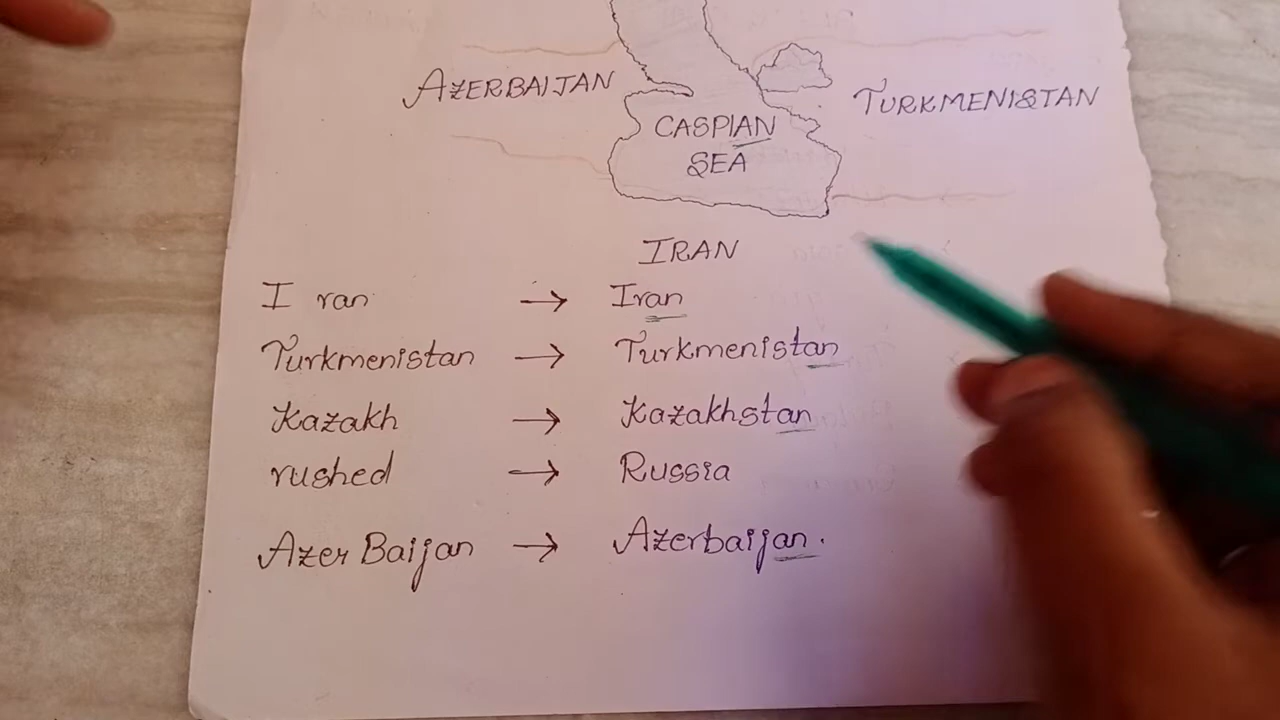 AZERBAIJAN
TURKMENISTAN
CASPIAN
SEA
IRAN
I ran → Iran
Turkmenistan → Turkmenistan
Kazakh → Kazakhstan
rushed → Russia
Azer Baijan → Azerbaijan.